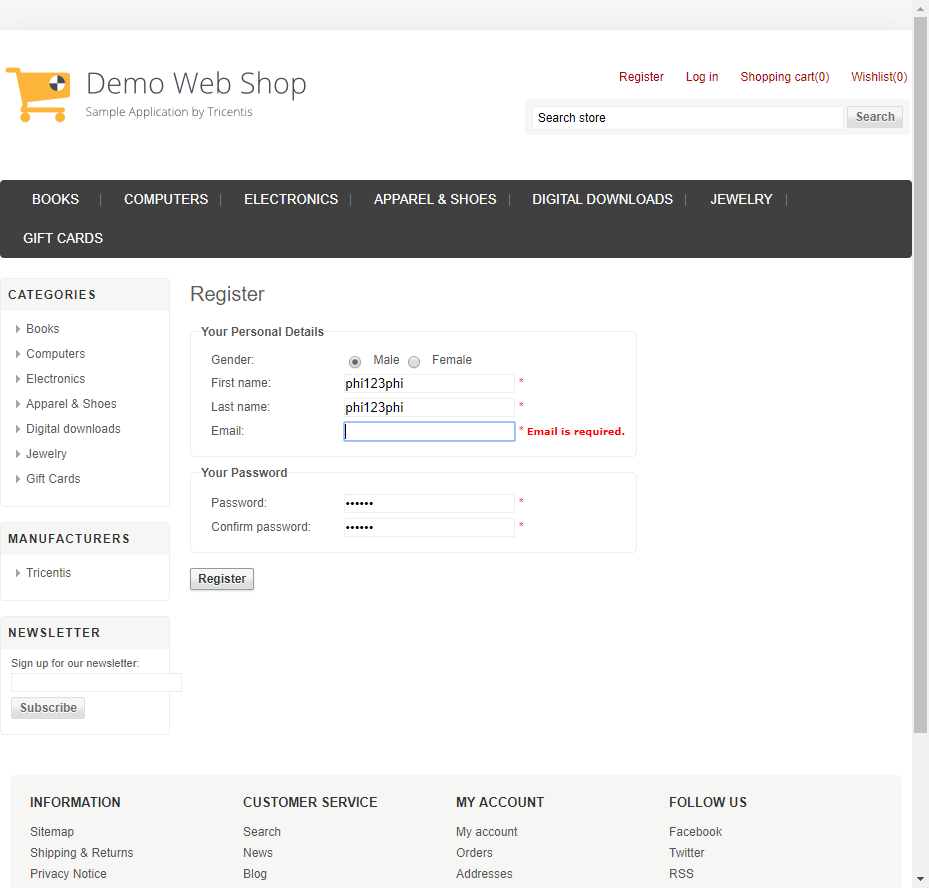 Demo Web Shop
Sample Application by Tricentis
Register Log in Shopping cart(0) Wishlist(0)
Search store Search
BOOKS | COMPUTERS | ELECTRONICS | APPAREL & SHOES | DIGITAL DOWNLOADS | JEWELRY |
GIFT CARDS
CATEGORIES
Books
Computers
Electronics
Apparel & Shoes
Digital downloads
Jewelry
Gift Cards
MANUFACTURERS
Tricentis
NEWSLETTER
Sign up for our newsletter:
Subscribe
Register
Your Personal Details
Gender: Male Female
First name: phi123phi *
Last name: phi123phi *
Email: * Email is required.
Your Password
Password: •••••• *
Confirm password: •••••• *
Register
INFORMATION
Sitemap
Shipping & Returns
Privacy Notice
CUSTOMER SERVICE
Search
News
Blog
MY ACCOUNT
My account
Orders
Addresses
FOLLOW US
Facebook
Twitter
RSS